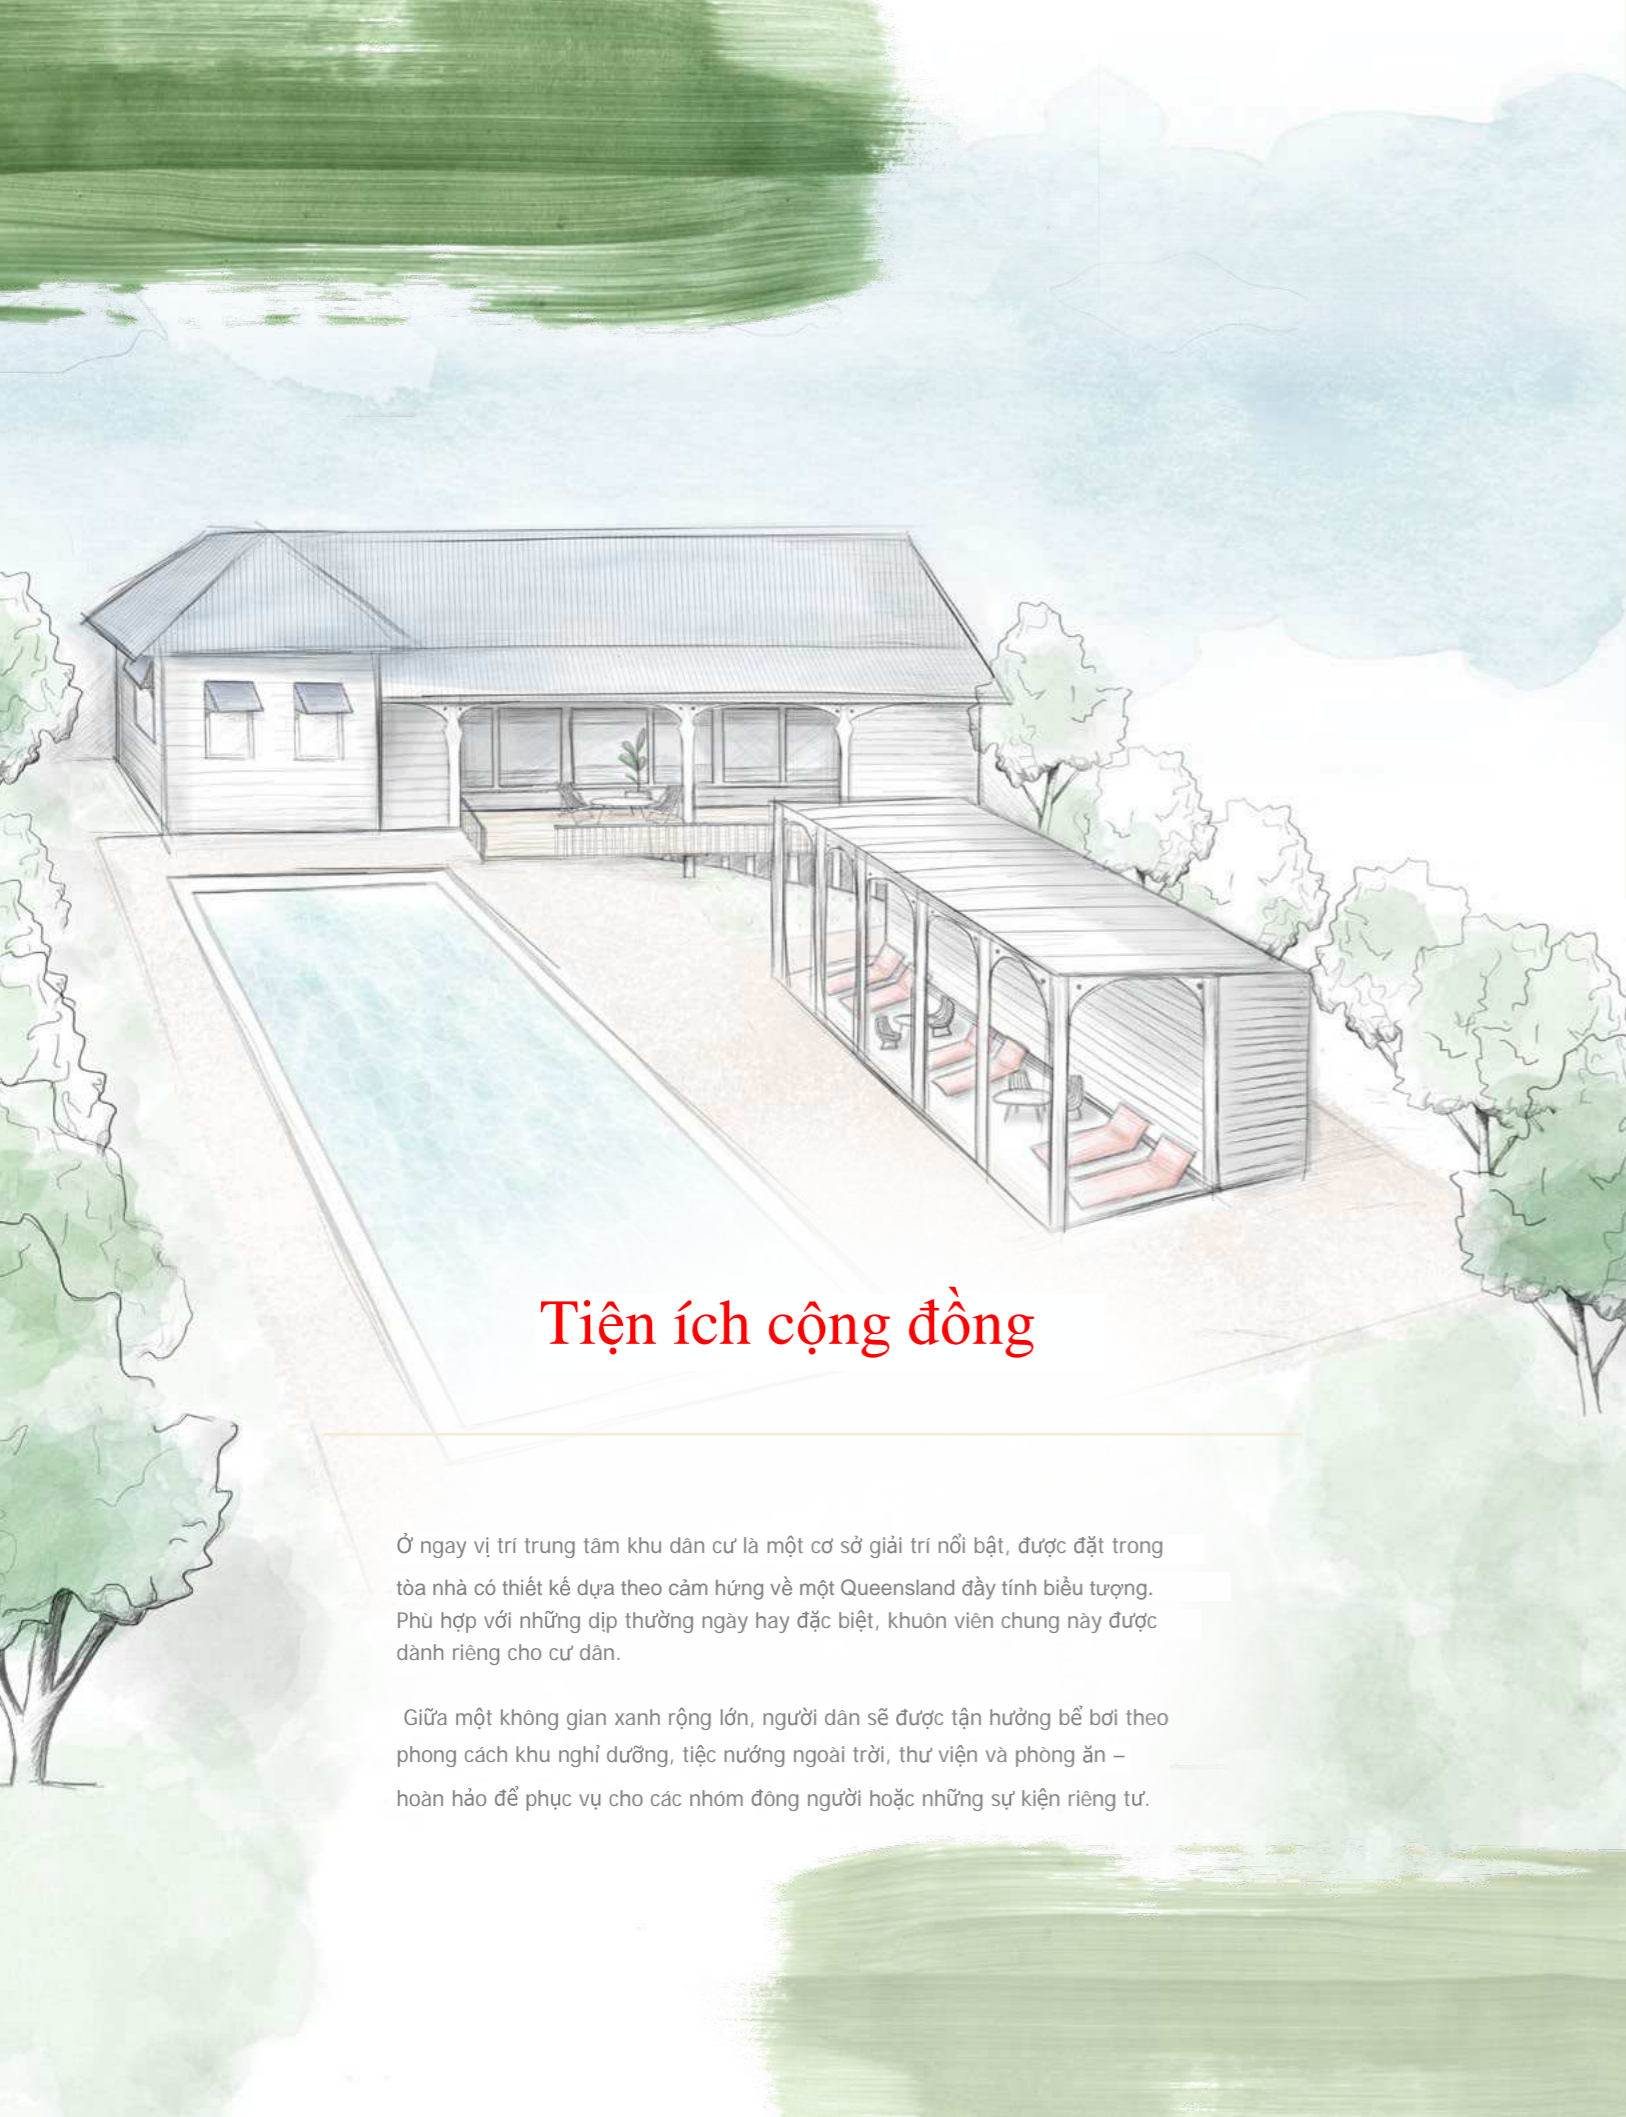 Tiện ích cộng đồng
Ở ngay vị trí trung tâm khu dân cư là một cơ sở giải trí nổi bật, được đặt trong
tòa nhà có thiết kế dựa theo cảm hứng về một Queensland đầy tính biểu tượng.
Phù hợp với những dịp thường ngày hay đặc biệt, khuôn viên chung này được
dành riêng cho cư dân.
Giữa một không gian xanh rộng lớn, người dân sẽ được tận hưởng bể bơi theo
phong cách khu nghỉ dưỡng, tiệc nướng ngoài trời, thư viện và phòng ăn –
hoàn hảo để phục vụ cho các nhóm đông người hoặc những sự kiện riêng tư.